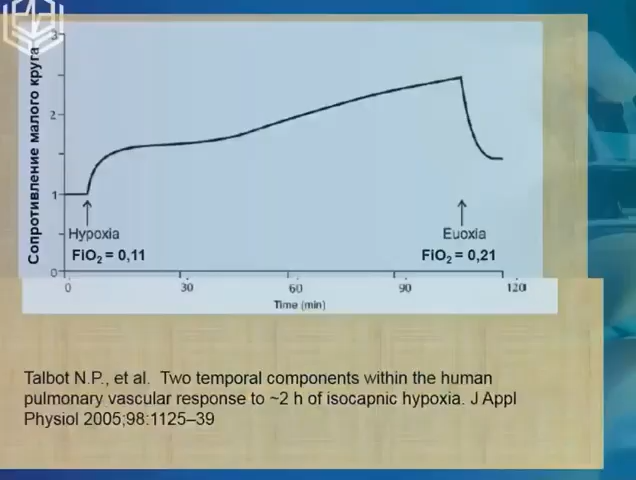 Сопротивление малого круга
3
2
1
0
Hypoxia
FiO₂ = 0,11
Euoxia
FiO₂ = 0,21
0 30 60 90 120
Time (min)
Talbot N.P., et al. Two temporal components within the human
pulmonary vascular response to ~2 h of isocapnic hypoxia. J Appl
Physiol 2005;98:1125–39